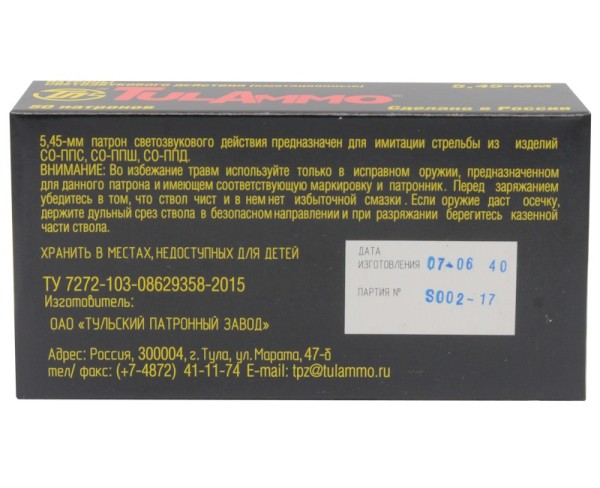 светозвукового действия (имитационные)
TULAMMO®
5,45-мм
50 патронов
Сделано в России
5,45-мм патрон светозвукового действия предназначен для имитации стрельбы из изделий
СО-ППС, СО-ППШ, СО-ППД.
ВНИМАНИЕ: Во избежание травм используйте только в исправном оружии, предназначенном
для данного патрона и имеющем соответствующую маркировку и патронник. Перед заряжанием
убедитесь в том, что ствол чист и в нем нет избыточной смазки. Если оружие даст осечку,
держите дульный срез ствола в безопасном направлении и при разряжании берегитесь казенной
части ствола.
ХРАНИТЬ В МЕСТАХ, НЕДОСТУПНЫХ ДЛЯ ДЕТЕЙ
ТУ 7272-103-08629358-2015
Изготовитель:
ОАО «ТУЛЬСКИЙ ПАТРОННЫЙ ЗАВОД»
Адрес: Россия, 300004, г. Тула, ул. Марата, 47-б
тел/ факс: (+7-4872) 41-11-74 E-mail: tpz@tulammo.ru
ДАТА
ИЗГОТОВЛЕНИЯ 07-06 40
ПАРТИЯ № S002-17